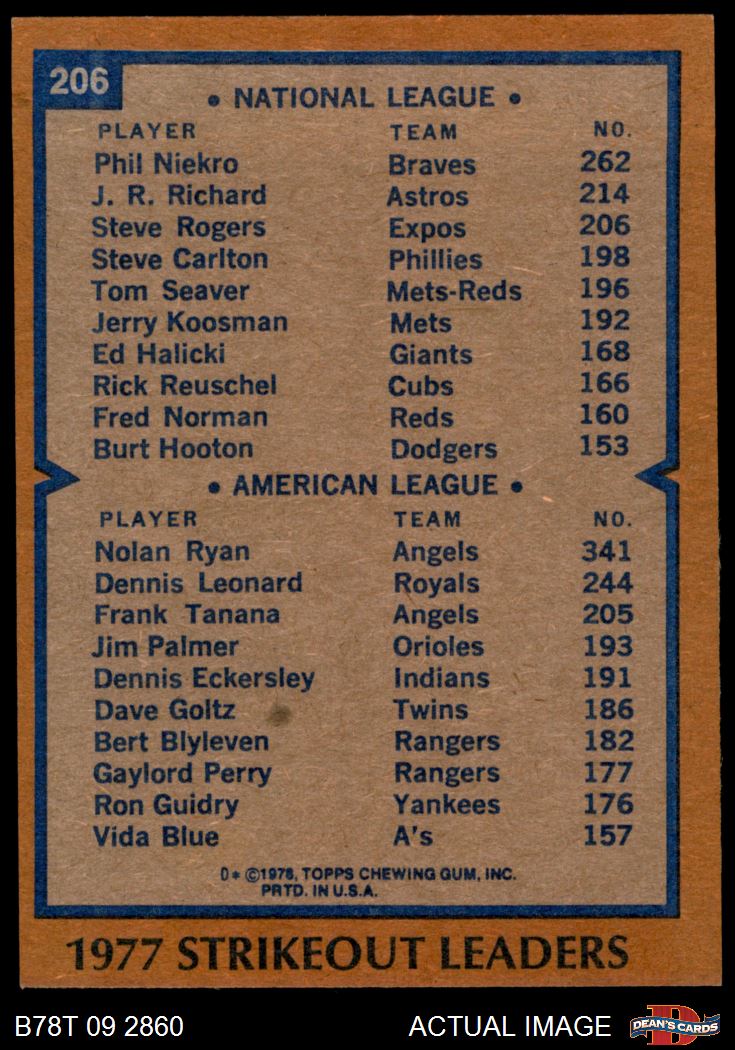 206
• NATIONAL LEAGUE •
PLAYER TEAM NO.
Phil Niekro Braves 262
J. R. Richard Astros 214
Steve Rogers Expos 206
Steve Carlton Phillies 198
Tom Seaver Mets-Reds 196
Jerry Koosman Mets 192
Ed Halicki Giants 168
Rick Reuschel Cubs 166
Fred Norman Reds 160
Burt Hooton Dodgers 153
• AMERICAN LEAGUE •
PLAYER TEAM NO.
Nolan Ryan Angels 341
Dennis Leonard Royals 244
Frank Tanana Angels 205
Jim Palmer Orioles 193
Dennis Eckersley Indians 191
Dave Goltz Twins 186
Bert Blyleven Rangers 182
Gaylord Perry Rangers 177
Ron Guidry Yankees 176
Vida Blue A's 157
D* ©1978, TOPPS CHEWING GUM, INC.
PRTD. IN U.S.A.
1977 STRIKEOUT LEADERS
B78T 09 2860 ACTUAL IMAGE D DEAN'S CARDS